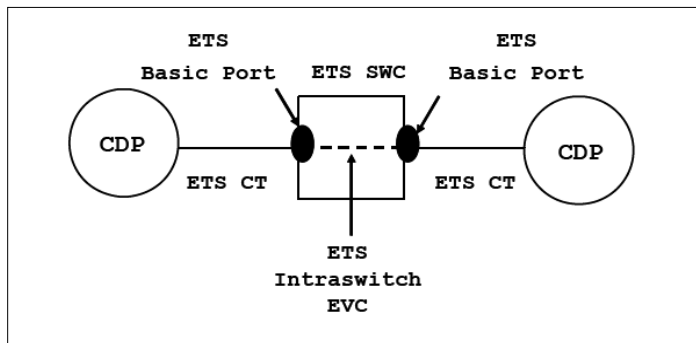 ETS
Basic Port
ETS SWC
ETS
Basic Port
CDP
CDP
ETS CT
ETS CT
ETS
Intraswitch
EVC